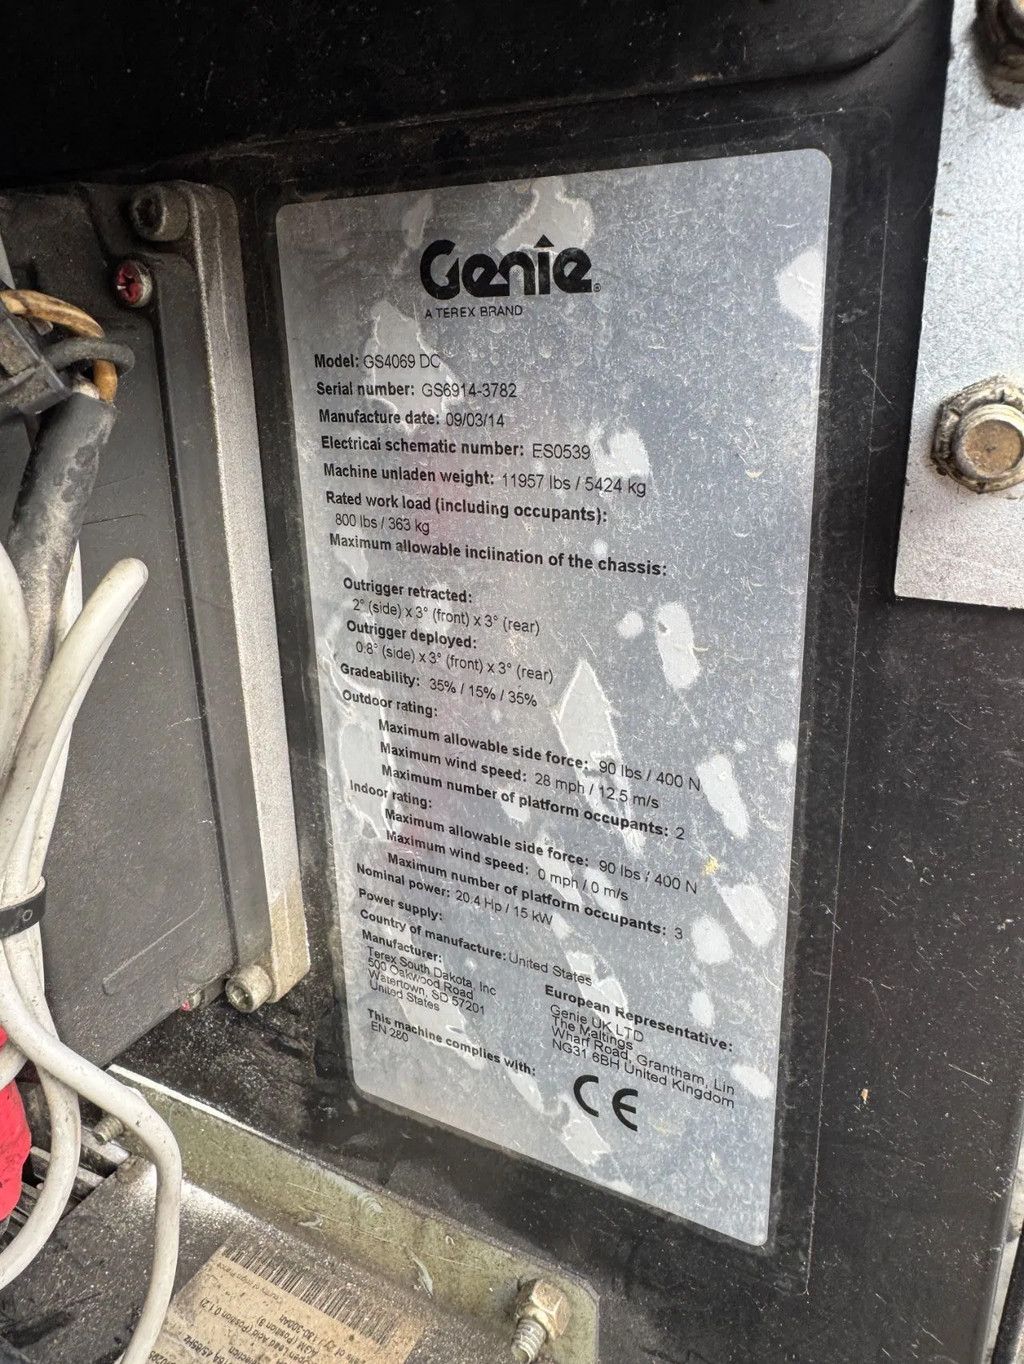 Genie®
A TEREX BRAND
Model: GS4069 DC
Serial number: GS6914-3782
Manufacture date: 09/03/14
Electrical schematic number: ES0539
Machine unladen weight: 11957 lbs / 5424 kg
Rated work load (including occupants):
800 lbs / 363 kg
Maximum allowable inclination of the chassis:
Outrigger retracted:
2° (side) x 3° (front) x 3° (rear)
Outrigger deployed:
0.8° (side) x 3° (front) x 3° (rear)
Gradeability: 35% / 15% / 35%
Outdoor rating:
Maximum allowable side force: 90 lbs / 400 N
Maximum wind speed: 28 mph / 12.5 m/s
Maximum number of platform occupants: 2
Indoor rating:
Maximum allowable side force: 90 lbs / 400 N
Maximum wind speed: 0 mph / 0 m/s
Maximum number of platform occupants: 3
Nominal power: 20.4 Hp / 15 kW
Power supply:
Country of manufacture: United States
Manufacturer:
Terex South Dakota, Inc
500 Oakwood Road
Watertown, SD 57201
United States
European Representative:
Genie UK LTD
The Maltings
Wharf Road, Grantham, Lin
NG31 6BH United Kingdom
This machine complies with:
EN 280
CE